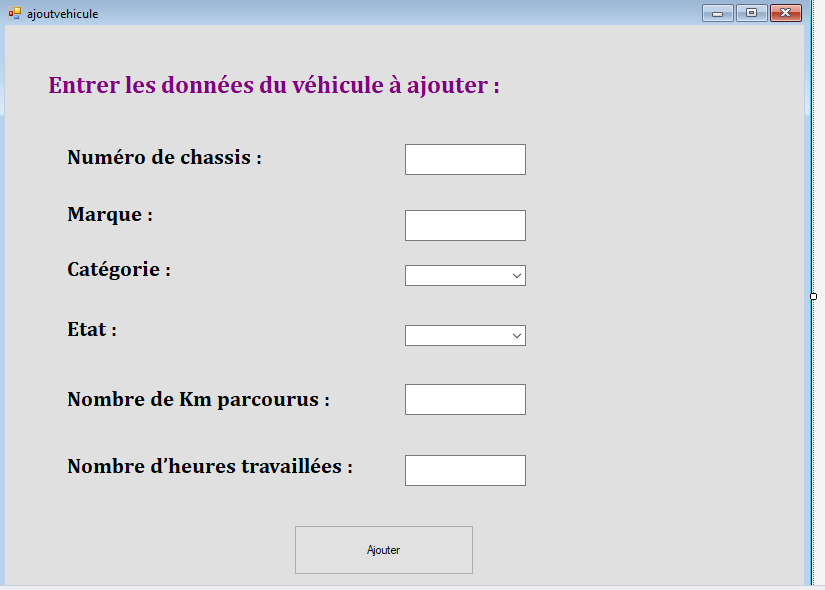 ajoutvehicule
Entrer les données du véhicule à ajouter :
Numéro de chassis :
Marque :
Catégorie :
Etat :
Nombre de Km parcourus :
Nombre d’heures travaillées :
Ajouter